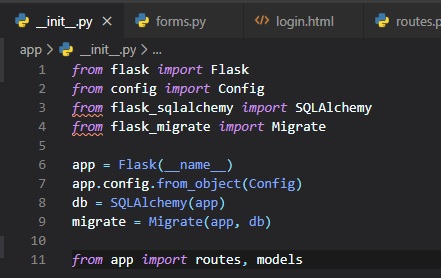 __init__.py × forms.py <> login.html routes.p
app > __init__.py > ...
1 from flask import Flask
2 from config import Config
3 from flask_sqlalchemy import SQLAlchemy
4 from flask_migrate import Migrate
5
6 app = Flask(__name__)
7 app.config.from_object(Config)
8 db = SQLAlchemy(app)
9 migrate = Migrate(app, db)
10
11 from app import routes, models